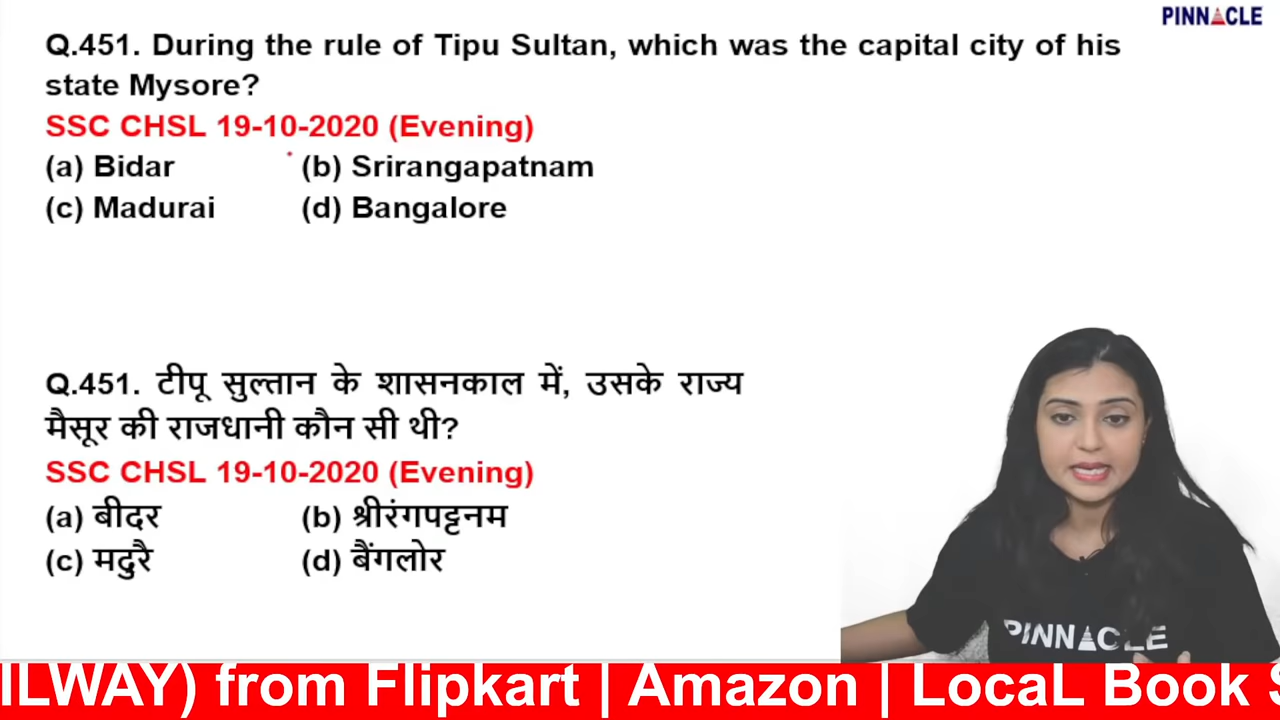 PINNACLE
Q.451. During the rule of Tipu Sultan, which was the capital city of his
state Mysore?
SSC CHSL 19-10-2020 (Evening)
(a) Bidar (b) Srirangapatnam
(c) Madurai (d) Bangalore
Q.451. टीपू सुल्तान के शासनकाल में, उसके राज्य
मैसूर की राजधानी कौन सी थी?
SSC CHSL 19-10-2020 (Evening)
(a) बीदर (b) श्रीरंगपट्टनम
(c) मदुरै (d) बैंगलोर
PINNACLE
ILWAY) from Flipkart | Amazon | LocaL Book S